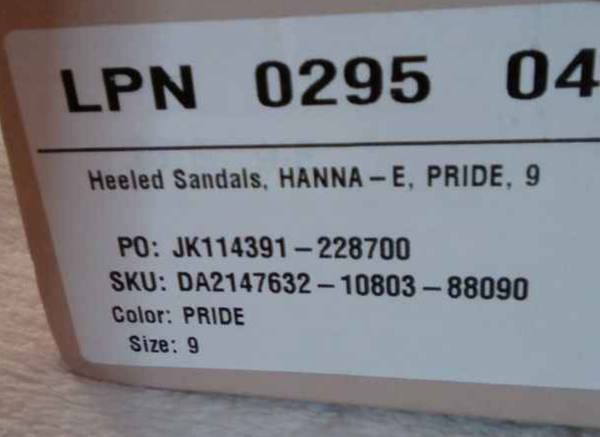 LPN 0295 04
Heeled Sandals, HANNA-E, PRIDE, 9
PO: JK114391-228700
SKU: DA2147632-10803-88090
Color: PRIDE
Size: 9